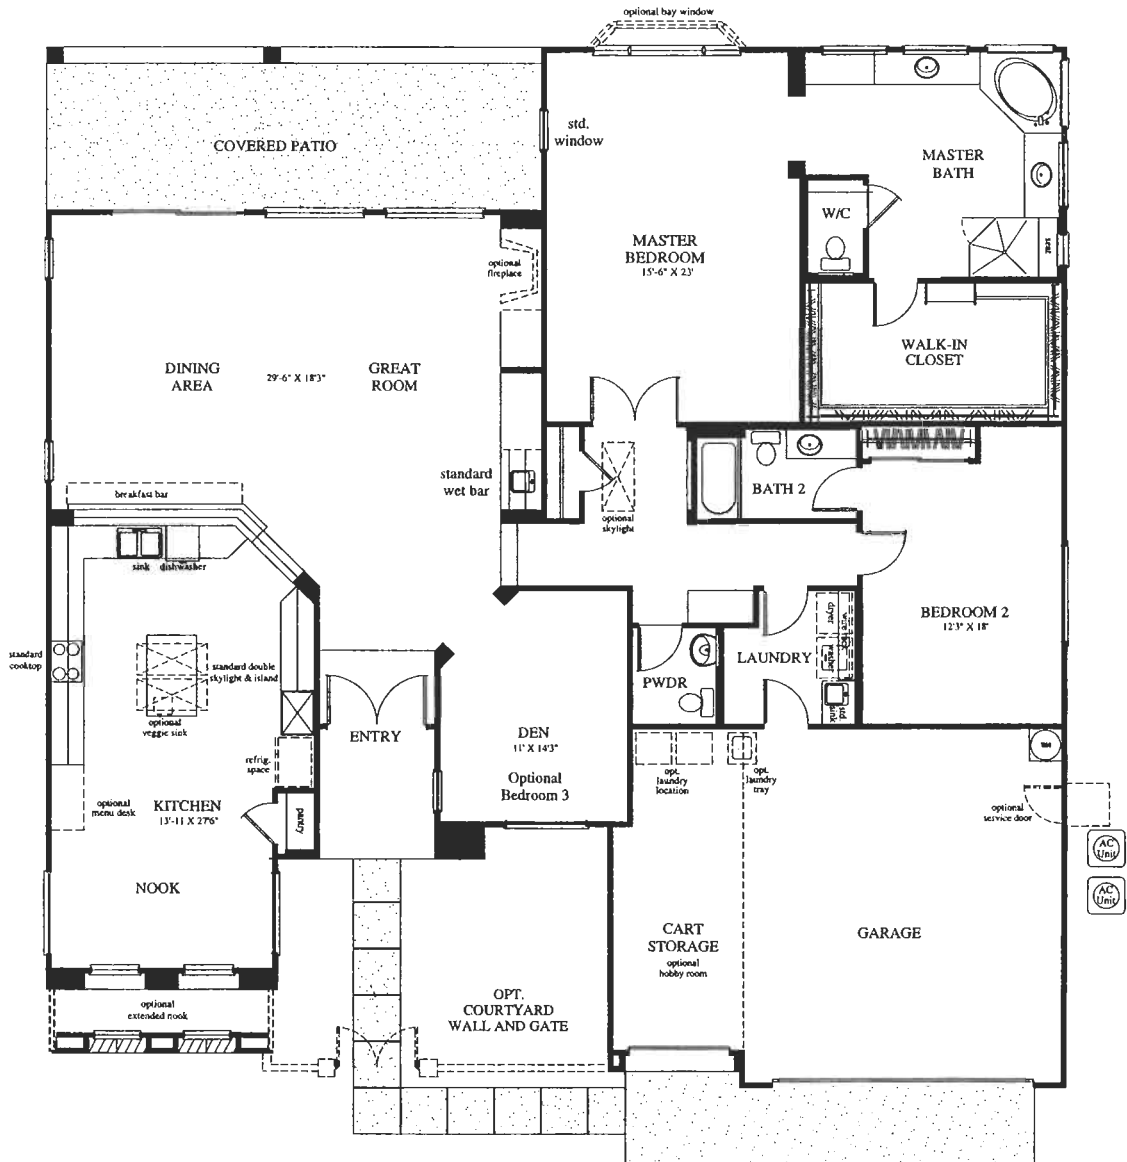 optional bay window
COVERED PATIO
std.
window
MASTER
BATH
W/C
MASTER
BEDROOM
15'-6" X 23'
optional
fireplace
seat
DINING
AREA
29'-6" X 18'3"
GREAT
ROOM
WALK-IN
CLOSET
standard
wet bar
BATH 2
breakfast bar
optional
skylight
sink
dishwasher
BEDROOM 2
12'3" X 18'
dryer
washer
standard
cooktop
standard double
skylight & island
LAUNDRY
PWDR
optional
veggie sink
std
sink
ENTRY
DEN
11' X 14'3"
Optional
Bedroom 3
refrig.
space
opt.
laundry
location
opt.
laundry
tray
optional
menu desk
KITCHEN
13'-11 X 27'6"
pantry
optional
service door
AC
Unit
AC
Unit
NOOK
CART
STORAGE
optional
hobby room
GARAGE
OPT.
COURTYARD
WALL AND GATE
optional
extended nook